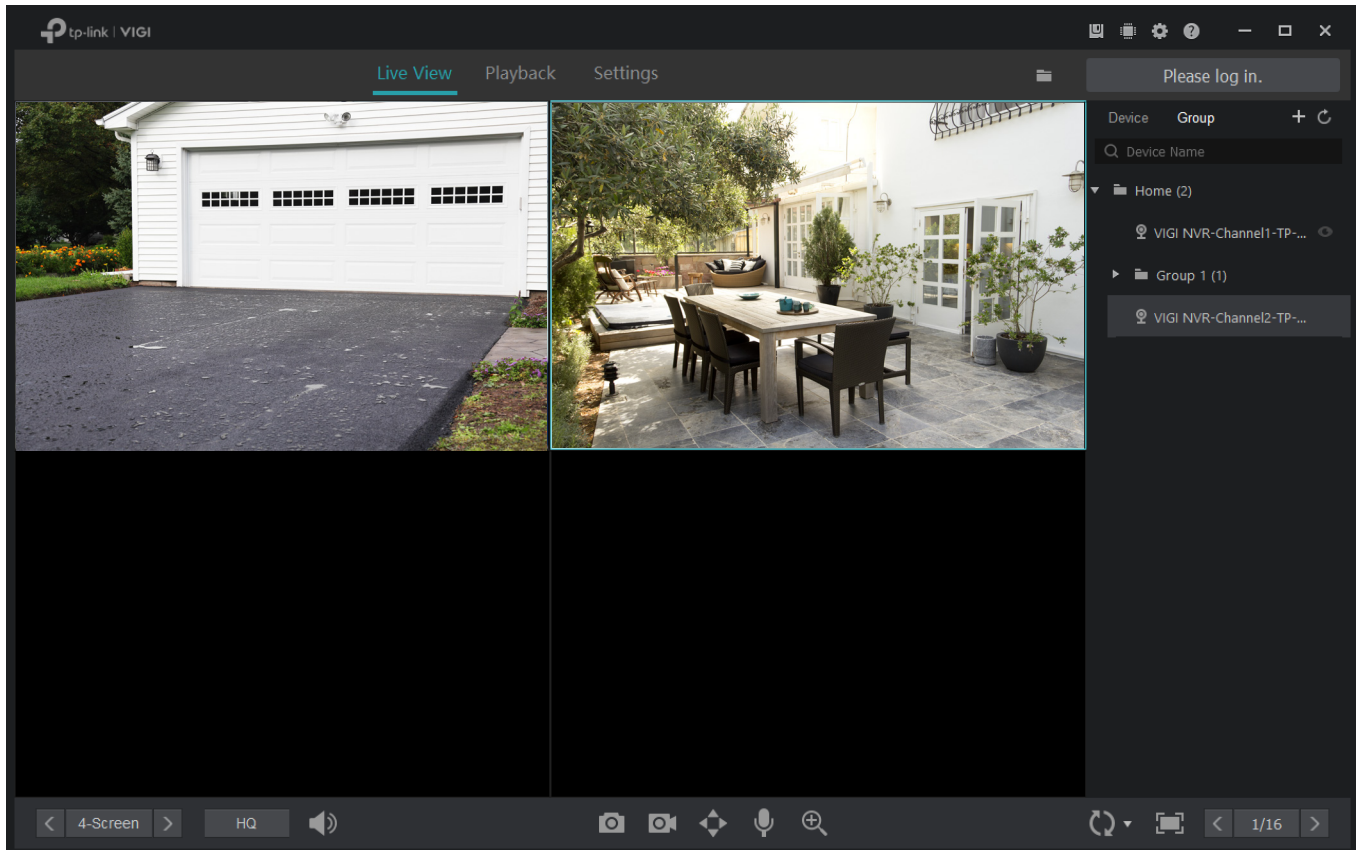 tp-link | VIGI
Live View Playback Settings
Please log in.
Device Group
Device Name
Home (2)
VIGI NVR-Channel1-TP-...
Group 1 (1)
VIGI NVR-Channel2-TP-...
4-Screen HQ 1/16